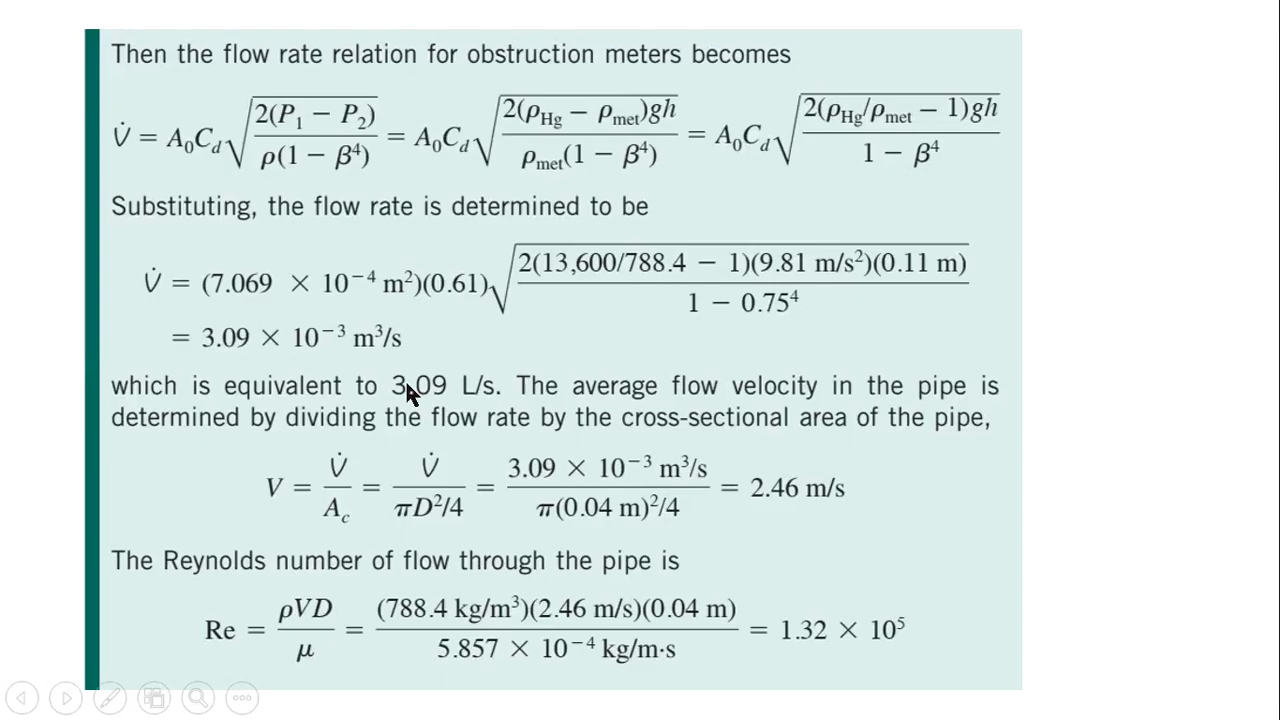 Then the flow rate relation for obstruction meters becomes
V̇ = A₀C_d√(2(P₁ − P₂)/ρ(1 − β⁴)) = A₀C_d√(2(ρ_Hg − ρ_met)gh/ρ_met(1 − β⁴)) = A₀C_d√(2(ρ_Hg/ρ_met − 1)gh/1 − β⁴)
Substituting, the flow rate is determined to be
V̇ = (7.069 × 10⁻⁴ m²)(0.61)√(2(13,600/788.4 − 1)(9.81 m/s²)(0.11 m)/1 − 0.75⁴)
= 3.09 × 10⁻³ m³/s
which is equivalent to 3.09 L/s. The average flow velocity in the pipe is
determined by dividing the flow rate by the cross-sectional area of the pipe,
V = V̇/A_c = V̇/πD²/4 = 3.09 × 10⁻³ m³/s/π(0.04 m)²/4 = 2.46 m/s
The Reynolds number of flow through the pipe is
Re = ρVD/μ = (788.4 kg/m³)(2.46 m/s)(0.04 m)/5.857 × 10⁻⁴ kg/m·s = 1.32 × 10⁵